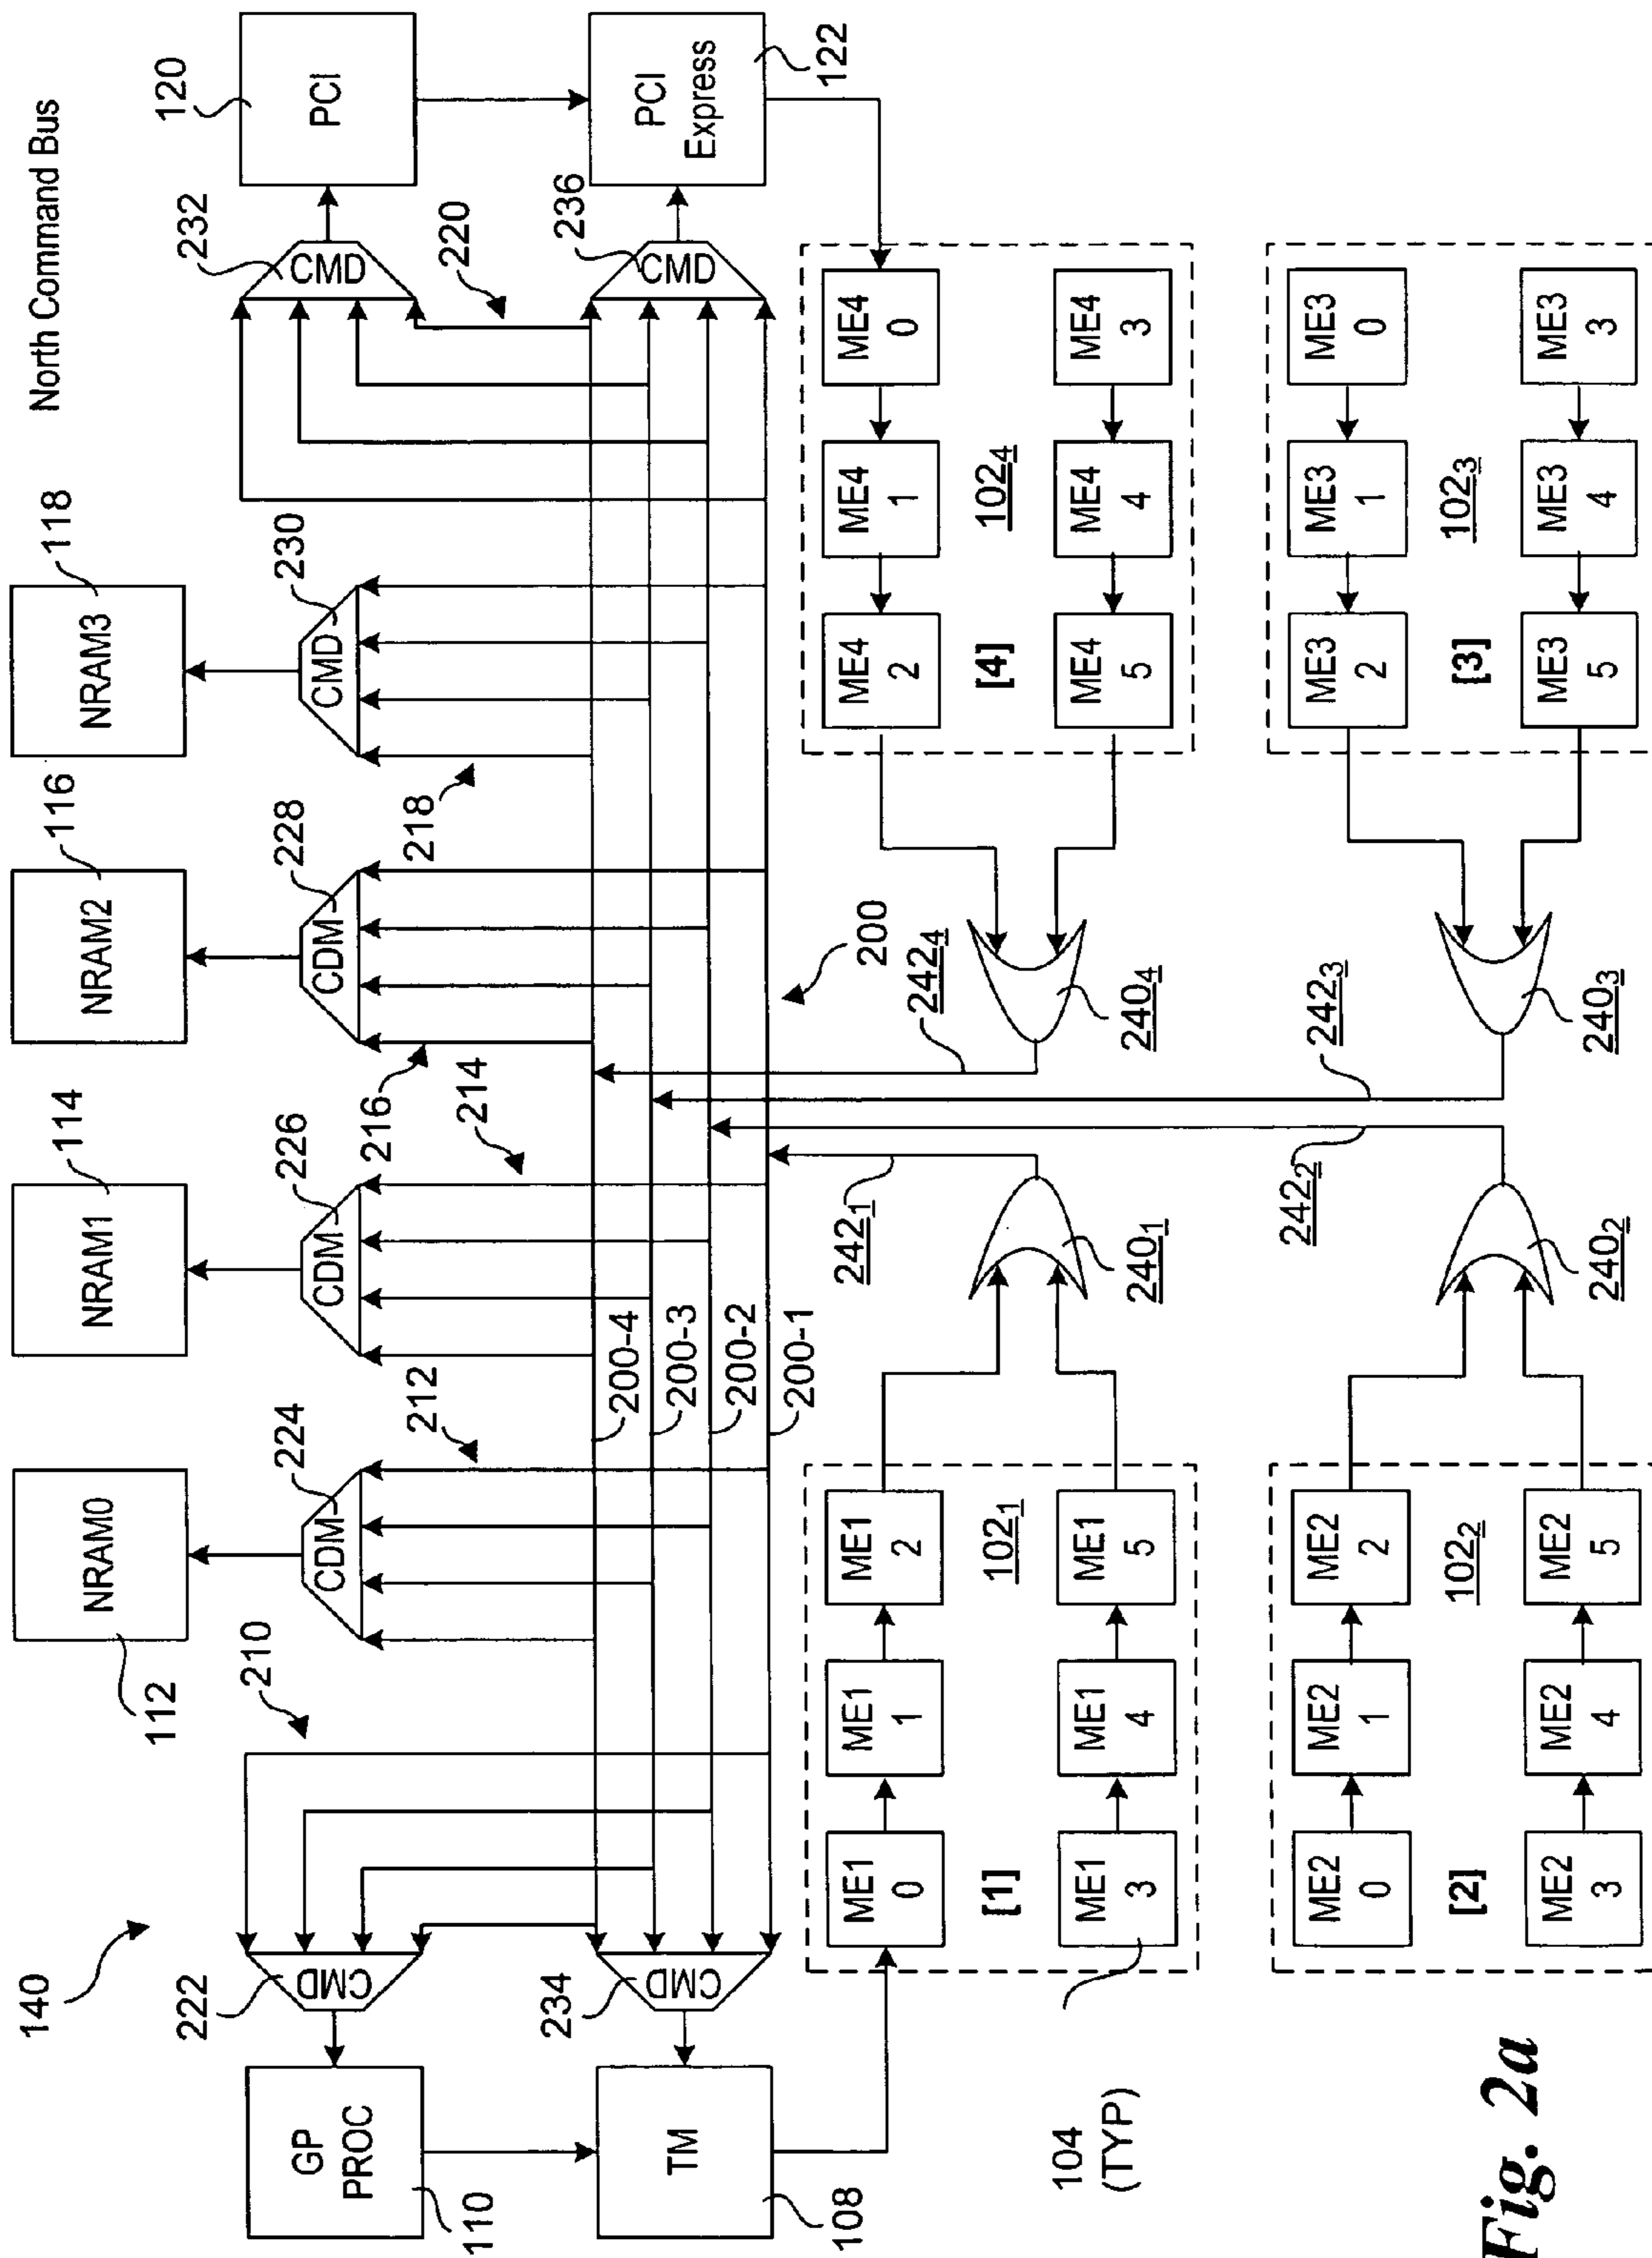 North Command Bus
140
NRAM0
112
NRAM1
114
NRAM2
116
NRAM3
118
GP
PROC
110
222
CMD
210
CDM
224
212
CDM
226
214
216
CDM
228
218
CMD
230
232
CMD
220
PCI
120
TM
108
234
CMD
200-4
200-3
200-2
200-1
236
CMD
PCI
Express
122
104
(TYP)
ME1
0
ME1
1
ME1
2
[1]
102₁
ME1
3
ME1
4
ME1
5
242₁
240₁
200
242₄
240₄
ME4
2
ME4
1
ME4
0
[4]
102₄
ME4
5
ME4
4
ME4
3
ME2
0
ME2
1
ME2
2
[2]
102₂
ME2
3
ME2
4
ME2
5
242₂
240₂
242₃
240₃
ME3
2
ME3
1
ME3
0
[3]
102₃
ME3
5
ME3
4
ME3
3
Fig. 2a